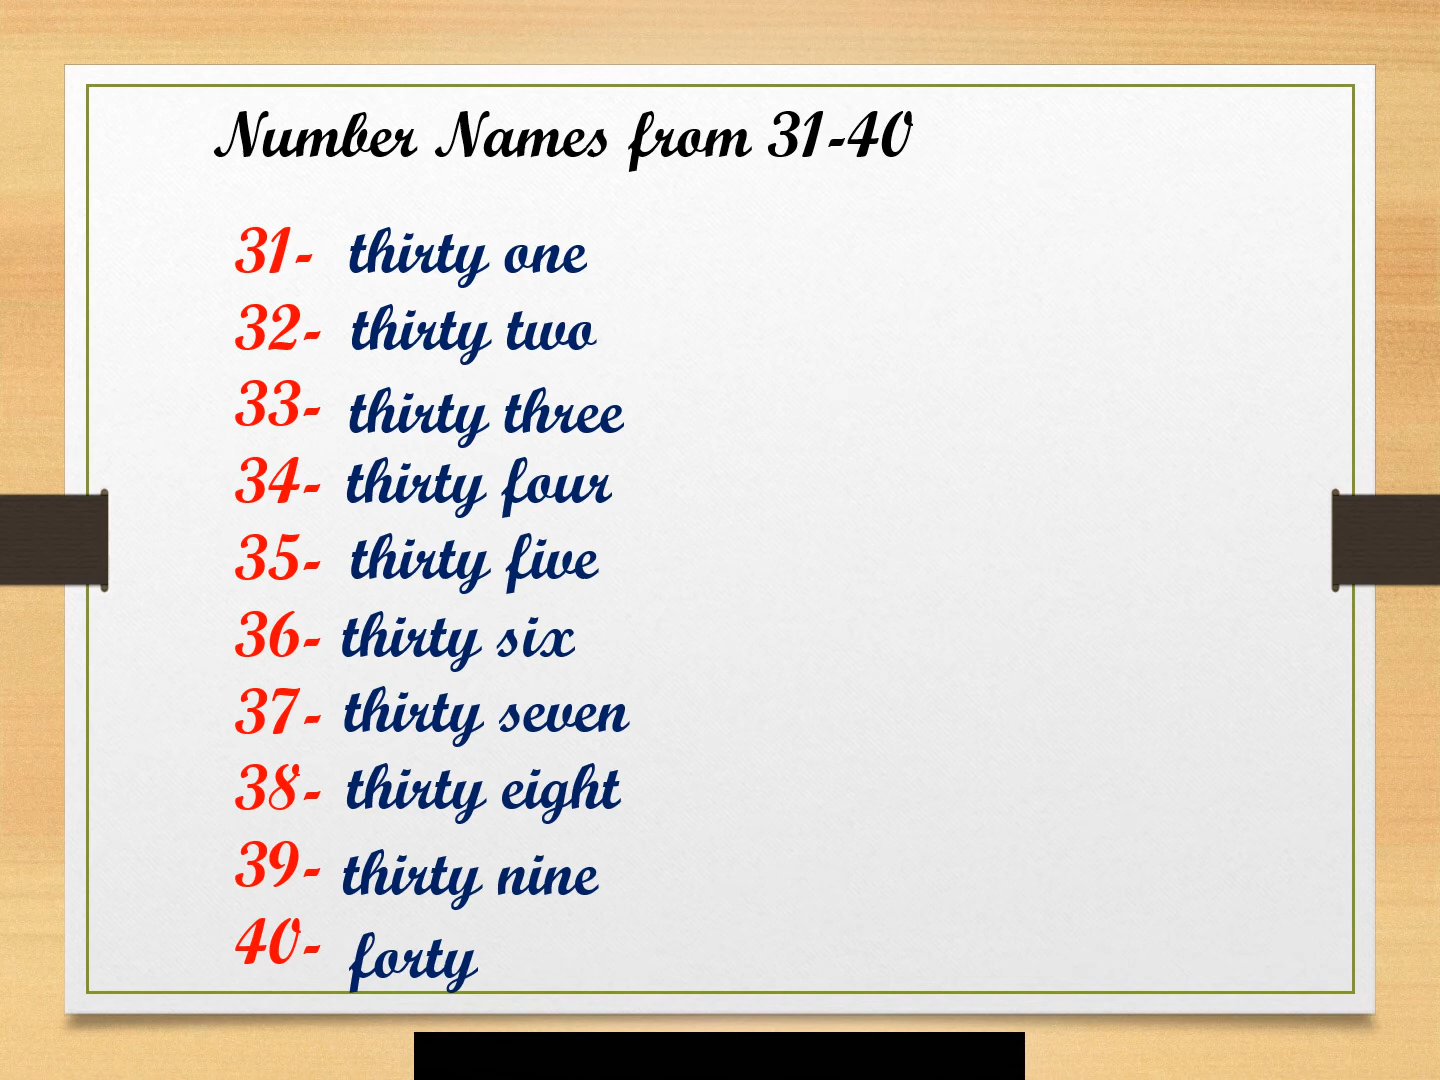 Number Names from 31-40
31- thirty one
32- thirty two
33- thirty three
34- thirty four
35- thirty five
36- thirty six
37- thirty seven
38- thirty eight
39- thirty nine
40- forty